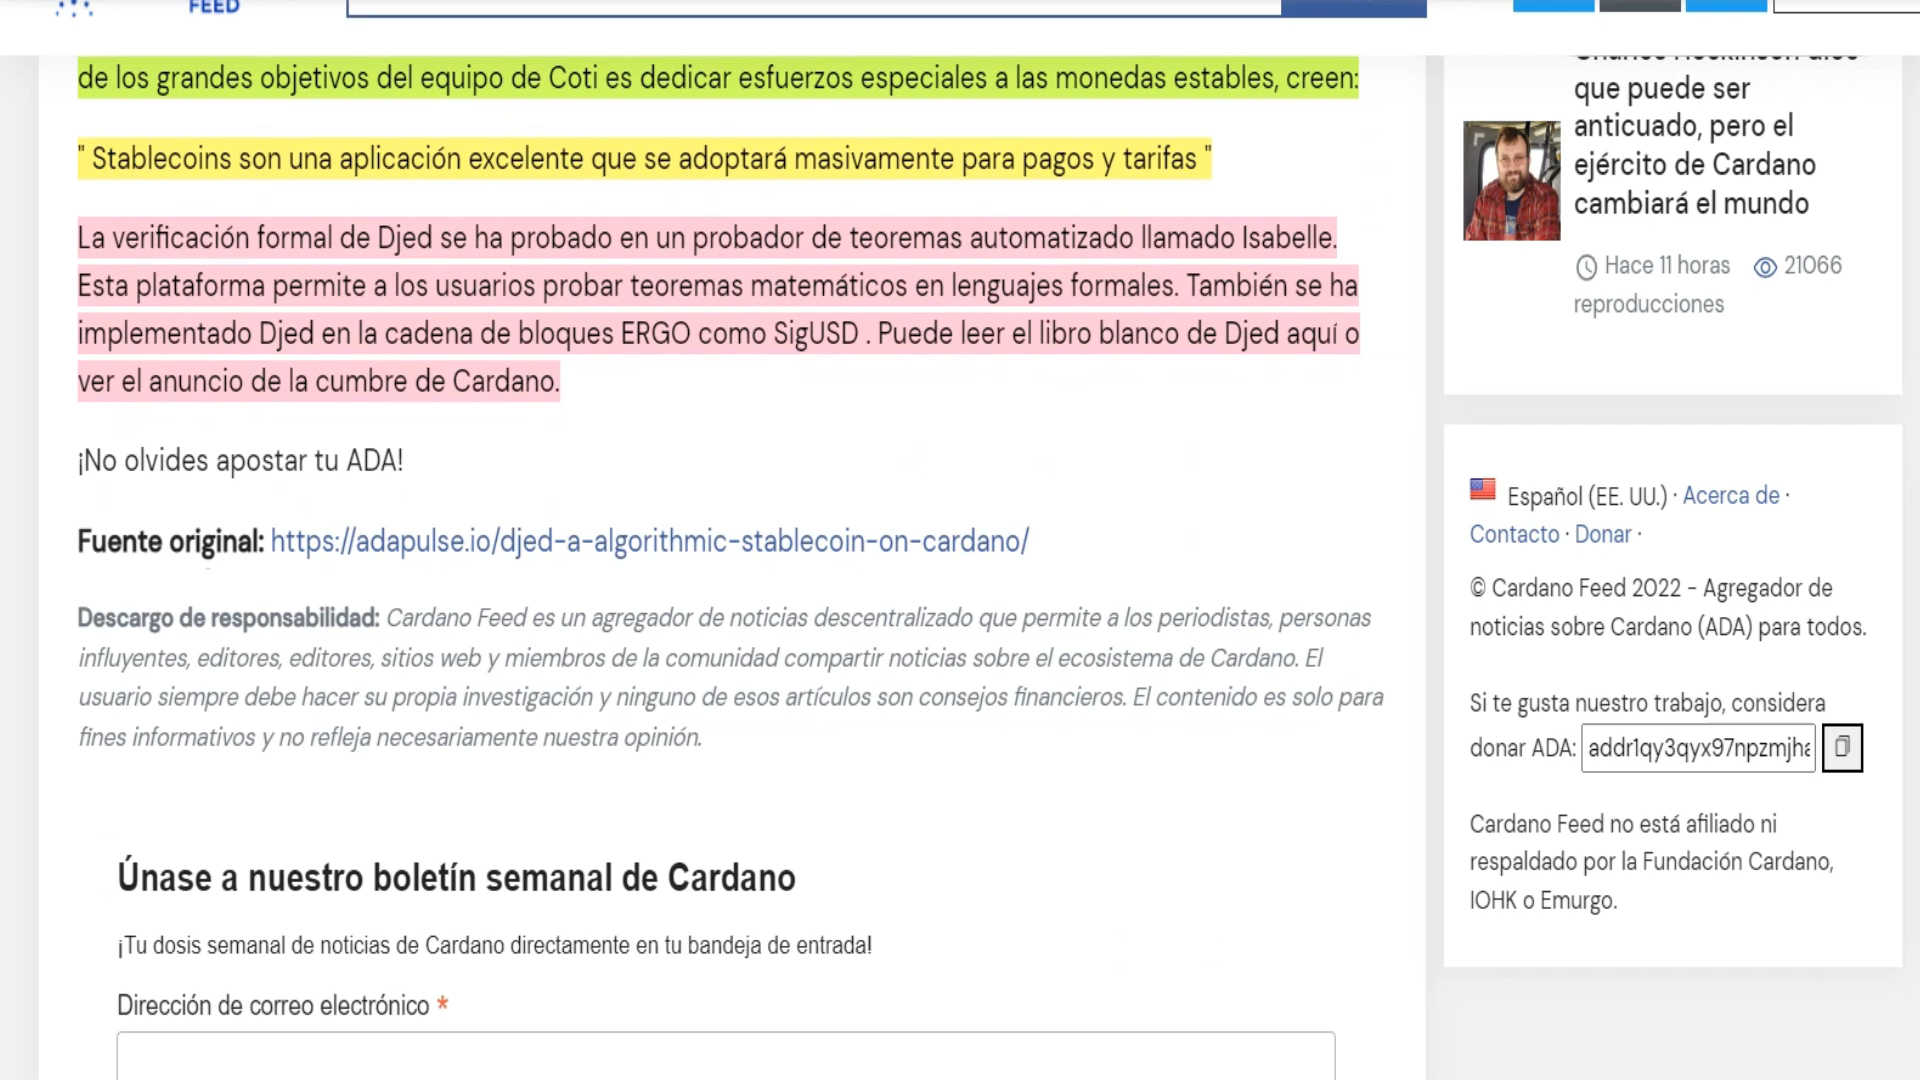 FEED
de los grandes objetivos del equipo de Coti es dedicar esfuerzos especiales a las monedas estables, creen:
" Stablecoins son una aplicación excelente que se adoptará masivamente para pagos y tarifas "
La verificación formal de Djed se ha probado en un probador de teoremas automatizado llamado Isabelle.
Esta plataforma permite a los usuarios probar teoremas matemáticos en lenguajes formales. También se ha
implementado Djed en la cadena de bloques ERGO como SigUSD . Puede leer el libro blanco de Djed aquí o
ver el anuncio de la cumbre de Cardano.
¡No olvides apostar tu ADA!
Fuente original: https://adapulse.io/djed-a-algorithmic-stablecoin-on-cardano/
Descargo de responsabilidad: Cardano Feed es un agregador de noticias descentralizado que permite a los periodistas, personas
influyentes, editores, editores, sitios web y miembros de la comunidad compartir noticias sobre el ecosistema de Cardano. El
usuario siempre debe hacer su propia investigación y ninguno de esos artículos son consejos financieros. El contenido es solo para
fines informativos y no refleja necesariamente nuestra opinión.
Únase a nuestro boletín semanal de Cardano
¡Tu dosis semanal de noticias de Cardano directamente en tu bandeja de entrada!
Dirección de correo electrónico *
que puede ser
anticuado, pero el
ejército de Cardano
cambiará el mundo
Hace 11 horas 21066
reproducciones
Español (EE. UU.) · Acerca de ·
Contacto · Donar ·
© Cardano Feed 2022 - Agregador de
noticias sobre Cardano (ADA) para todos.
Si te gusta nuestro trabajo, considera
donar ADA: addr1qy3qyx97npzmjha
Cardano Feed no está afiliado ni
respaldado por la Fundación Cardano,
IOHK o Emurgo.